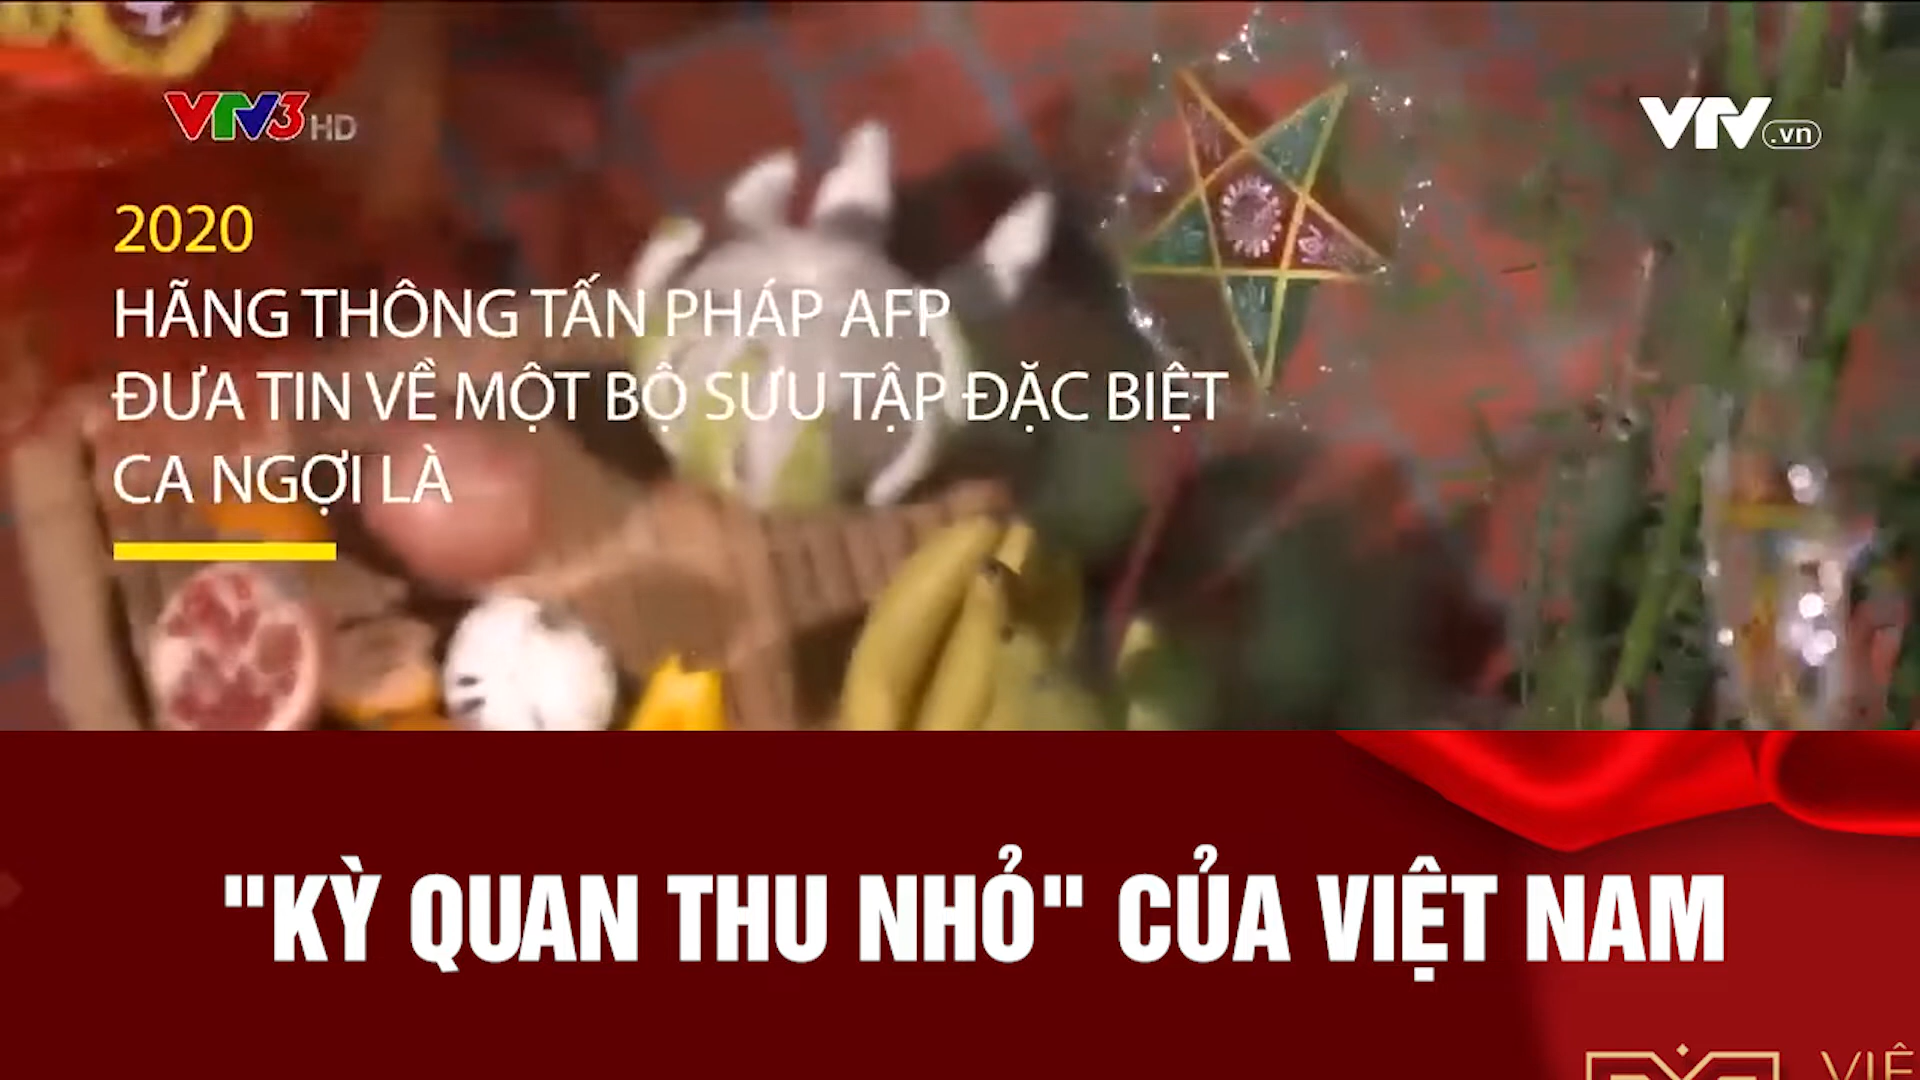 VTV3 HD
VTV.vn
2020
HÃNG THÔNG TẤN PHÁP AFP
ĐƯA TIN VỀ MỘT BỘ SƯU TẬP ĐẶC BIỆT
CA NGỢI LÀ
"KỲ QUAN THU NHỎ" CỦA VIỆT NAM